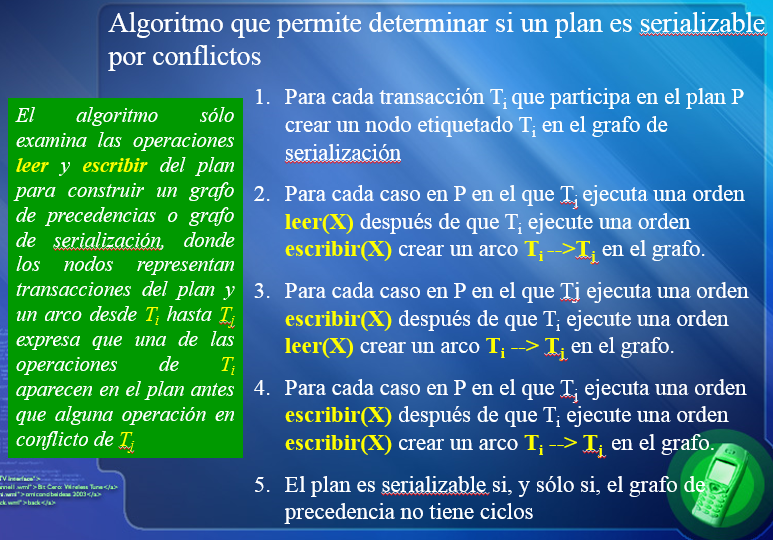 Algoritmo que permite determinar si un plan es serializable
por conflictos
El algoritmo sólo
examina las operaciones
leer y escribir del plan
para construir un grafo
de precedencias o grafo
de serialización, donde
los nodos representan
transacciones del plan y
un arco desde Ti hasta Tj
expresa que una de las
operaciones de Ti
aparecen en el plan antes
que alguna operación en
conflicto de Tj
1. Para cada transacción Ti que participa en el plan P
crear un nodo etiquetado Ti en el grafo de
serialización
2. Para cada caso en P en el que Tj ejecuta una orden
leer(X) después de que Ti ejecute una orden
escribir(X) crear un arco Ti -->Tj en el grafo.
3. Para cada caso en P en el que Tj ejecuta una orden
escribir(X) después de que Ti ejecute una orden
leer(X) crear un arco Ti --> Tj en el grafo.
4. Para cada caso en P en el que Tj ejecuta una orden
escribir(X) después de que Ti ejecute una orden
escribir(X) crear un arco Ti --> Tj en el grafo.
5. El plan es serializable si, y sólo si, el grafo de
precedencia no tiene ciclos